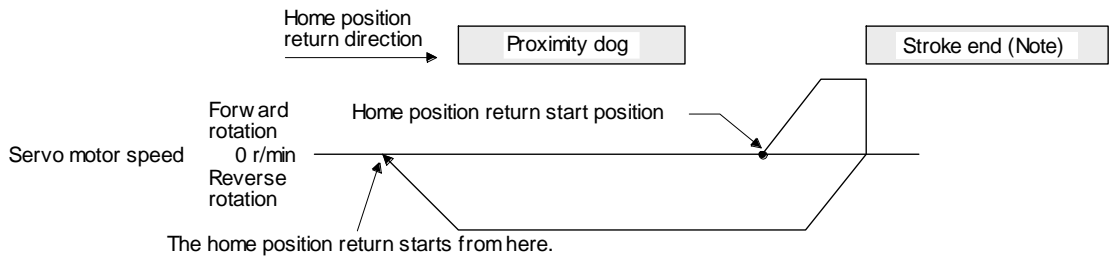 Home position
return direction
Proximity dog
Stroke end (Note)
Forward
rotation
Home position return start position
Servo motor speed
0 r/min
Reverse
rotation
The home position return starts from here.